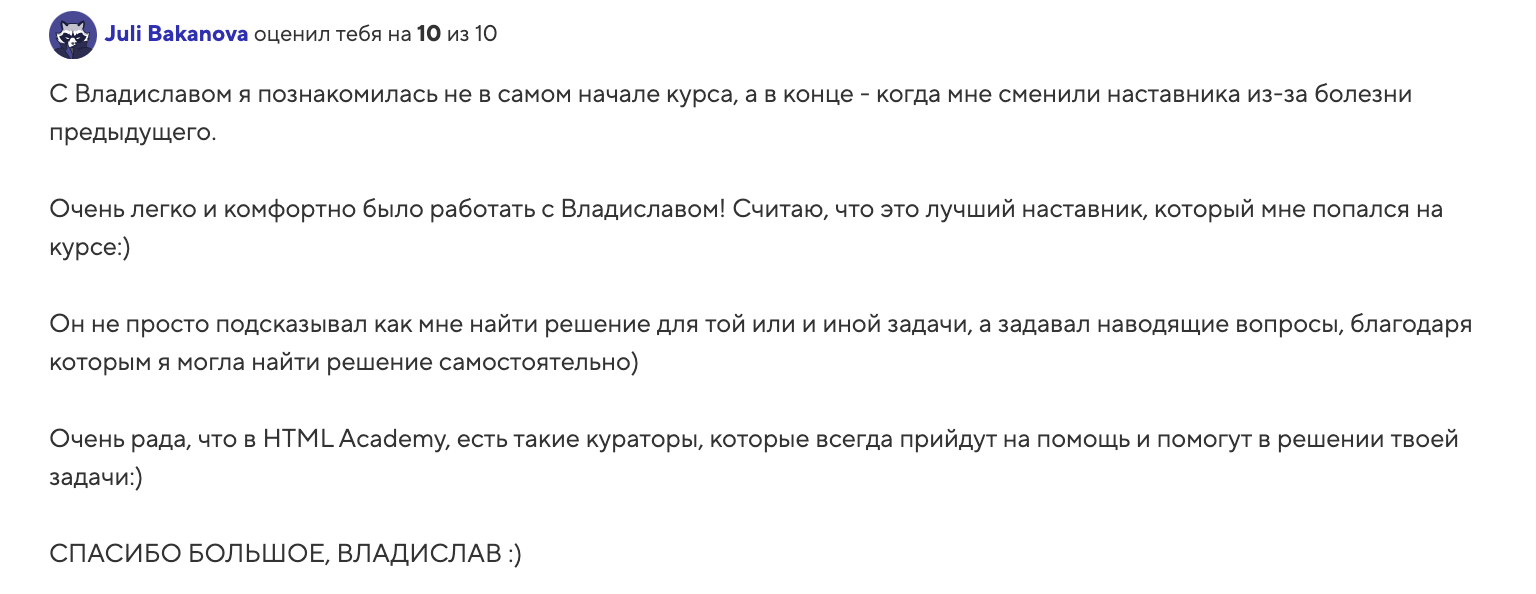 Juli Bakanova оценил тебя на 10 из 10
С Владиславом я познакомилась не в самом начале курса, а в конце - когда мне сменили наставника из-за болезни
предыдущего.
Очень легко и комфортно было работать с Владиславом! Считаю, что это лучший наставник, который мне попался на
курсе:)
Он не просто подсказывал как мне найти решение для той или и иной задачи, а задавал наводящие вопросы, благодаря
которым я могла найти решение самостоятельно)
Очень рада, что в HTML Academy, есть такие кураторы, которые всегда прийдут на помощь и помогут в решении твоей
задачи:)
СПАСИБО БОЛЬШОЕ, ВЛАДИСЛАВ :)